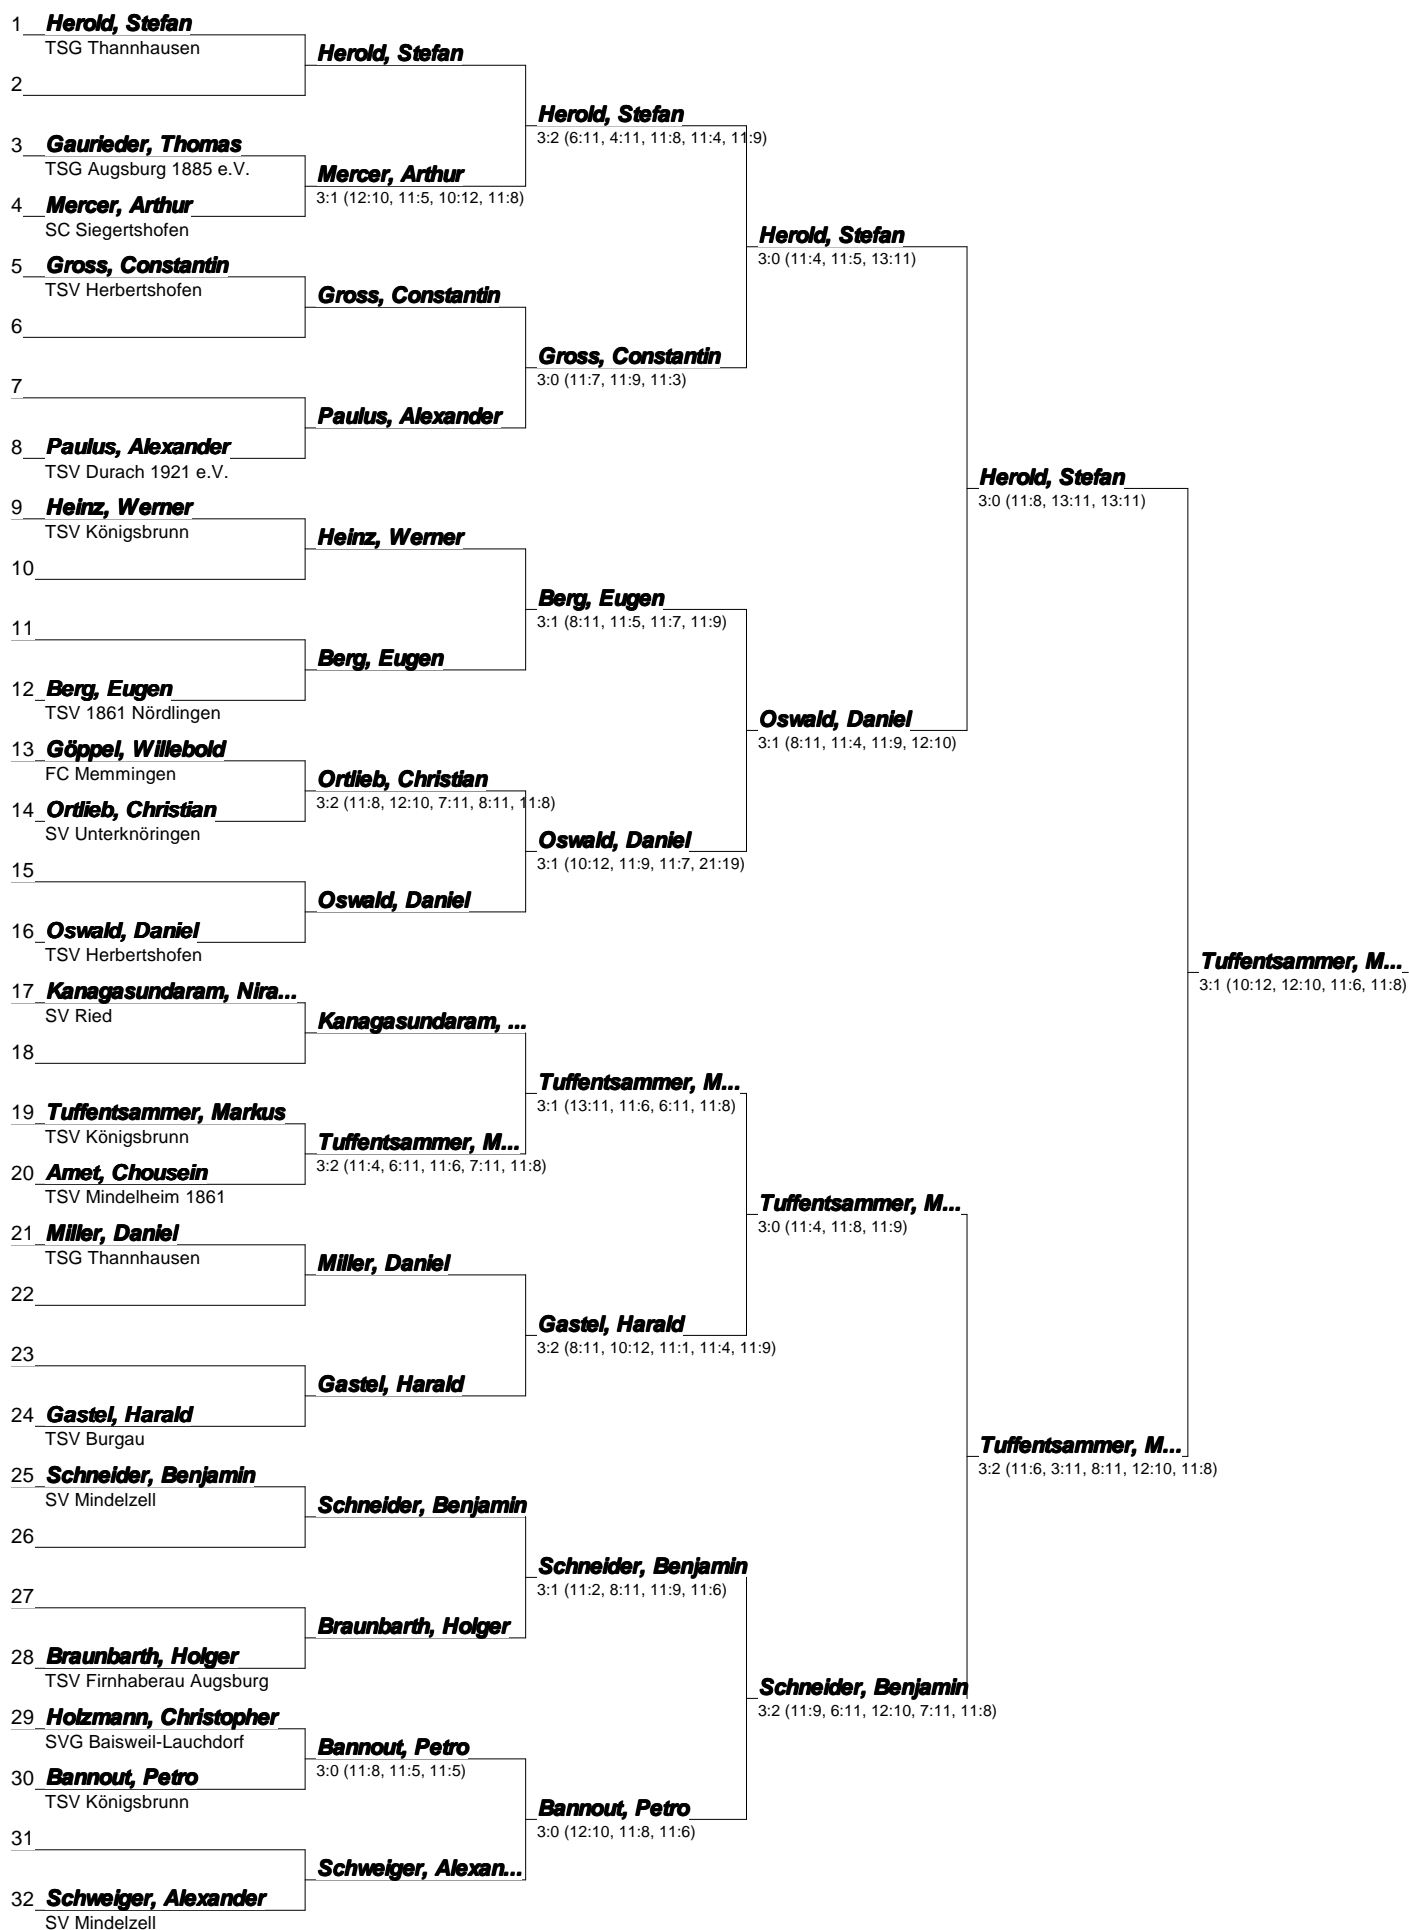 1 Herold, Stefan
TSG Thannhausen
2
3 Gaurieder, Thomas
TSG Augsburg 1885 e.V.
4 Mercer, Arthur
SC Siegertshofen
5 Gross, Constantin
TSV Herbertshofen
6
7
8 Paulus, Alexander
TSV Durach 1921 e.V.
9 Heinz, Werner
TSV Königsbrunn
10
11
12 Berg, Eugen
TSV 1861 Nördlingen
13 Göppel, Willebold
FC Memmingen
14 Ortlieb, Christian
SV Unterknöringen
15
16 Oswald, Daniel
TSV Herbertshofen
17 Kanagasundaram, Nira...
SV Ried
18
19 Tuffentsammer, Markus
TSV Königsbrunn
20 Amet, Chousein
TSV Mindelheim 1861
21 Miller, Daniel
TSG Thannhausen
22
23
24 Gastel, Harald
TSV Burgau
25 Schneider, Benjamin
SV Mindelzell
26
27
28 Braunbarth, Holger
TSV Firnhaberau Augsburg
29 Holzmann, Christopher
SVG Baisweil-Lauchdorf
30 Bannout, Petro
TSV Königsbrunn
31
32 Schweiger, Alexander
SV Mindelzell
Herold, Stefan
Mercer, Arthur
3:1 (12:10, 11:5, 10:12, 11:8)
Gross, Constantin
Paulus, Alexander
Heinz, Werner
Berg, Eugen
Ortlieb, Christian
3:2 (11:8, 12:10, 7:11, 8:11, 11:8)
Oswald, Daniel
Kanagasundaram, ...
Tuffentsammer, M...
3:2 (11:4, 6:11, 11:6, 7:11, 11:8)
Miller, Daniel
Gastel, Harald
Schneider, Benjamin
Braunbarth, Holger
Bannout, Petro
3:0 (11:8, 11:5, 11:5)
Schweiger, Alexan...
Herold, Stefan
3:2 (6:11, 4:11, 11:8, 11:4, 11:9)
Gross, Constantin
3:0 (11:7, 11:9, 11:3)
Berg, Eugen
3:1 (8:11, 11:5, 11:7, 11:9)
Oswald, Daniel
3:1 (10:12, 11:9, 11:7, 21:19)
Tuffentsammer, M...
3:1 (13:11, 11:6, 6:11, 11:8)
Gastel, Harald
3:2 (8:11, 10:12, 11:1, 11:4, 11:9)
Schneider, Benjamin
3:1 (11:2, 8:11, 11:9, 11:6)
Bannout, Petro
3:0 (12:10, 11:8, 11:6)
Herold, Stefan
3:0 (11:4, 11:5, 13:11)
Oswald, Daniel
3:1 (8:11, 11:4, 11:9, 12:10)
Tuffentsammer, M...
3:0 (11:4, 11:8, 11:9)
Schneider, Benjamin
3:2 (11:9, 6:11, 12:10, 7:11, 11:8)
Herold, Stefan
3:0 (11:8, 13:11, 13:11)
Tuffentsammer, M...
3:2 (11:6, 3:11, 8:11, 12:10, 11:8)
Tuffentsammer, M...
3:1 (10:12, 12:10, 11:6, 11:8)